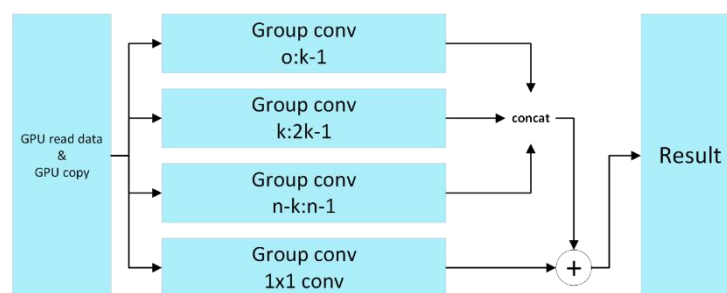 GPU read data
&
GPU copy
Group conv
o:k-1
Group conv
k:2k-1
Group conv
n-k:n-1
Group conv
1x1 conv
concat
+
Result